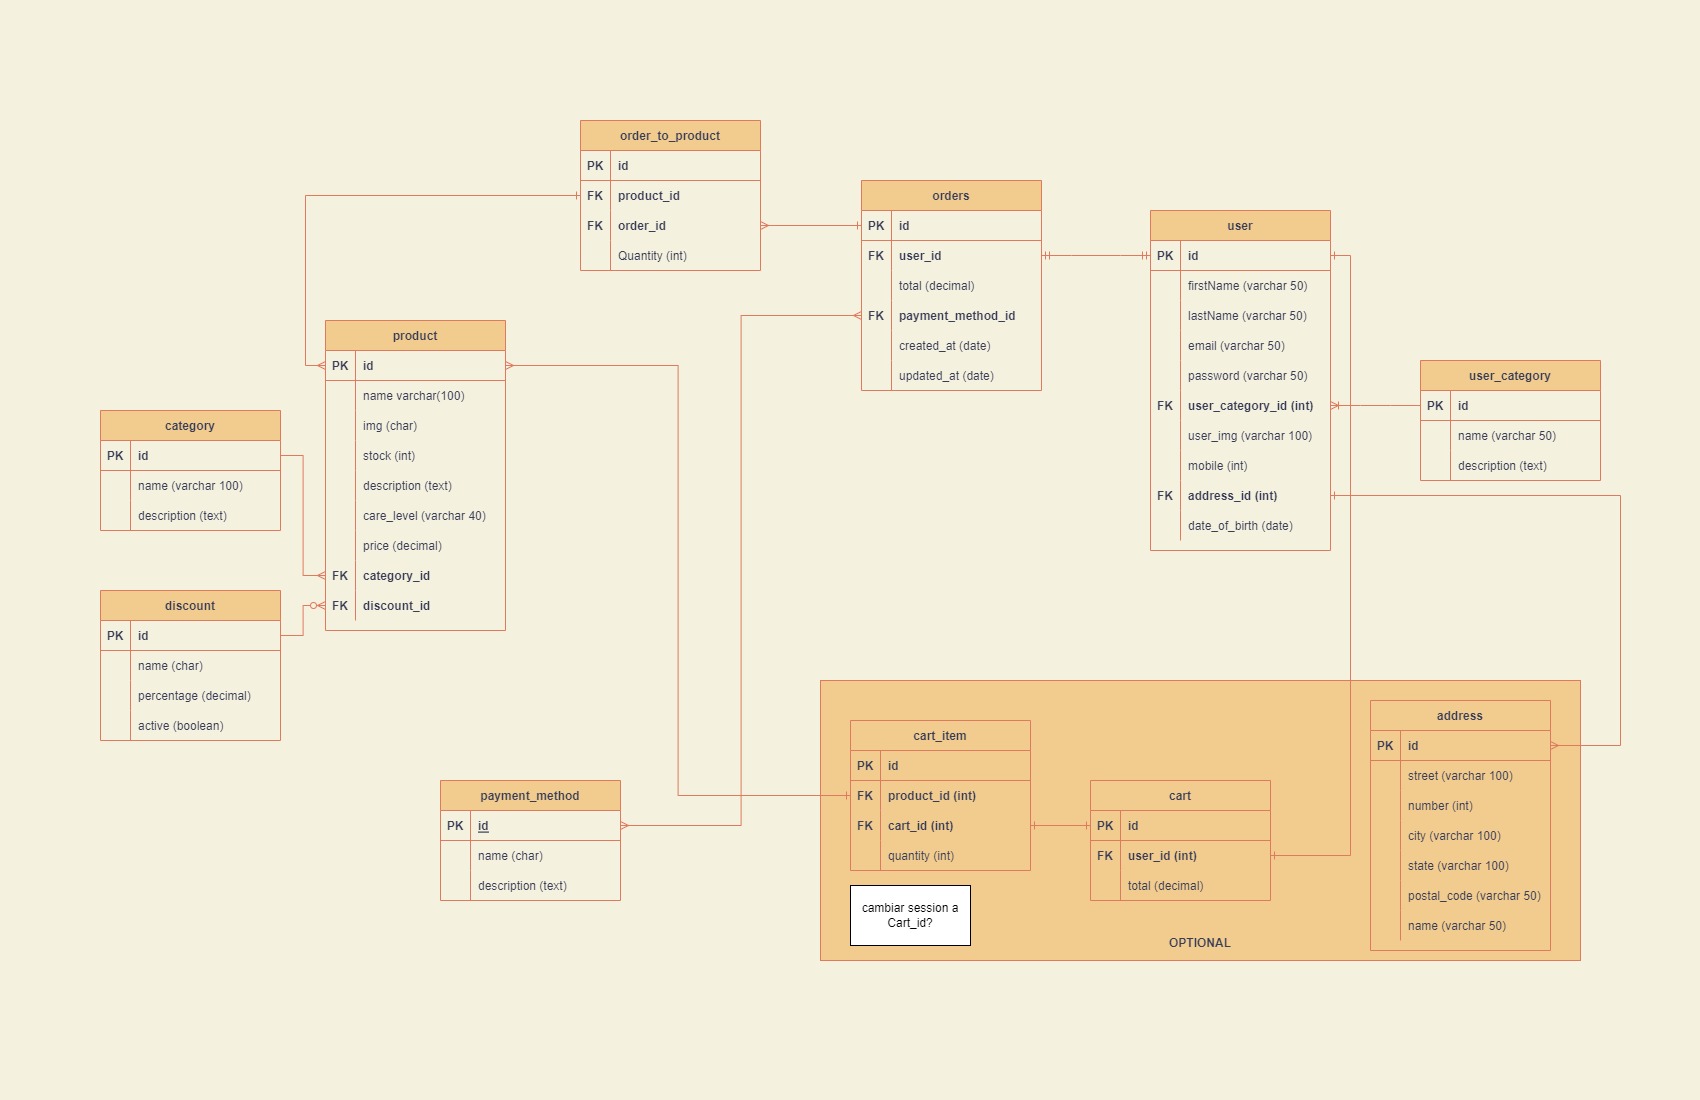 order_to_product
PK id
FK product_id
FK order_id
Quantity (int)
orders
PK id
FK user_id
total (decimal)
FK payment_method_id
created_at (date)
updated_at (date)
user
PK id
firstName (varchar 50)
lastName (varchar 50)
email (varchar 50)
password (varchar 50)
FK user_category_id (int)
user_img (varchar 100)
mobile (int)
FK address_id (int)
date_of_birth (date)
user_category
PK id
name (varchar 50)
description (text)
product
PK id
name varchar(100)
img (char)
stock (int)
description (text)
care_level (varchar 40)
price (decimal)
FK category_id
FK discount_id
category
PK id
name (varchar 100)
description (text)
discount
PK id
name (char)
percentage (decimal)
active (boolean)
payment_method
PK id
name (char)
description (text)
cart_item
PK id
FK product_id (int)
FK cart_id (int)
quantity (int)
cambiar session a
Cart_id?
cart
PK id
FK user_id (int)
total (decimal)
OPTIONAL
address
PK id
street (varchar 100)
number (int)
city (varchar 100)
state (varchar 100)
postal_code (varchar 50)
name (varchar 50)